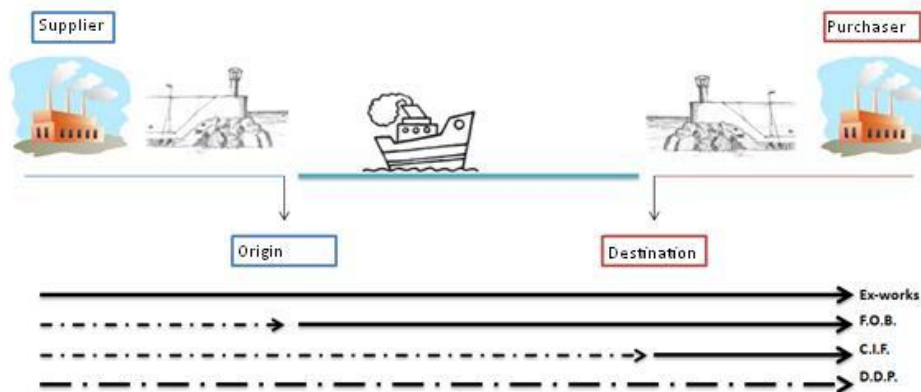 Supplier
Purchaser
Origin
Destination
Ex-works
F.O.B.
C.I.F.
D.D.P.